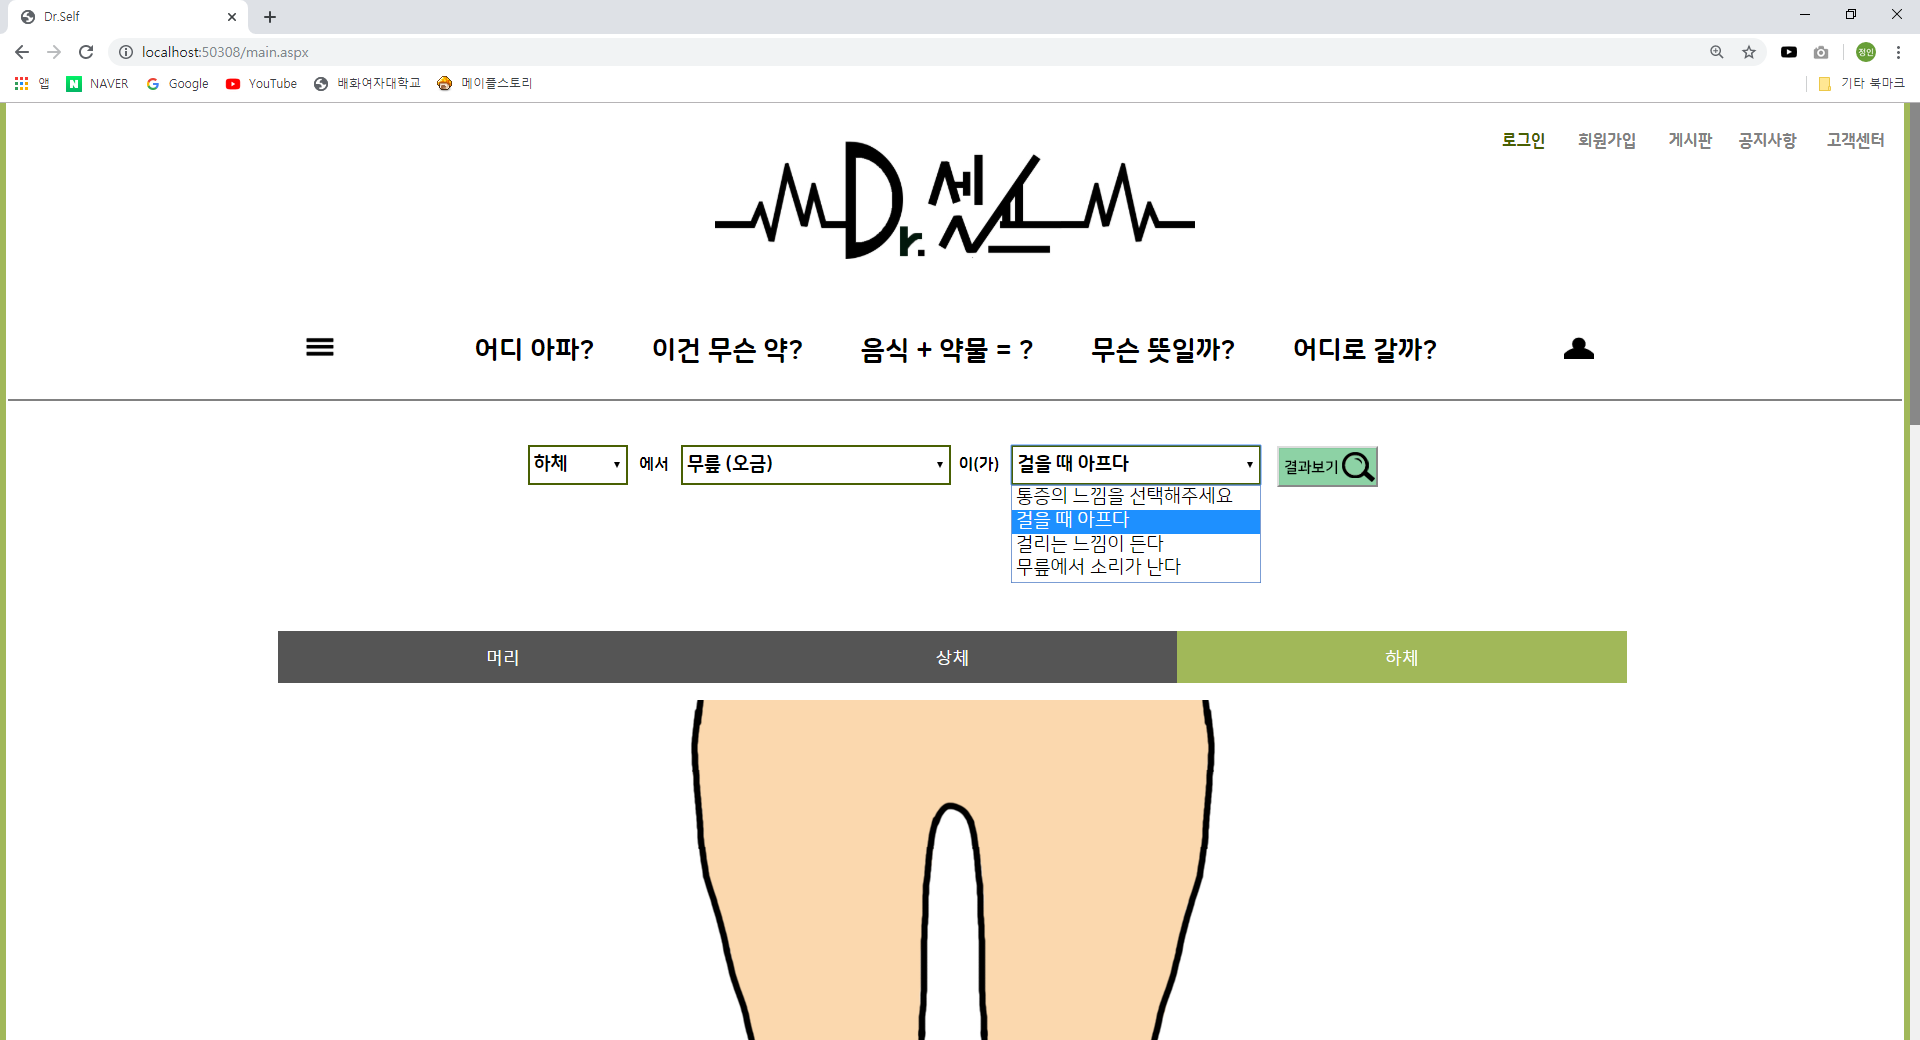 Dr.Self
localhost:50308/main.aspx
정인
앱 NAVER Google YouTube 배화여자대학교 메이플스토리 기타 북마크
로그인 회원가입 게시판 공지사항 고객센터
Dr. 셀프
어디 아파? 이건 무슨 약? 음식 + 약물 = ? 무슨 뜻일까? 어디로 갈까?
하체 에서 무릎 (오금) 이(가) 걸을 때 아프다 결과보기
통증의 느낌을 선택해주세요
걸을 때 아프다
걸리는 느낌이 든다
무릎에서 소리가 난다
머리 상체 하체